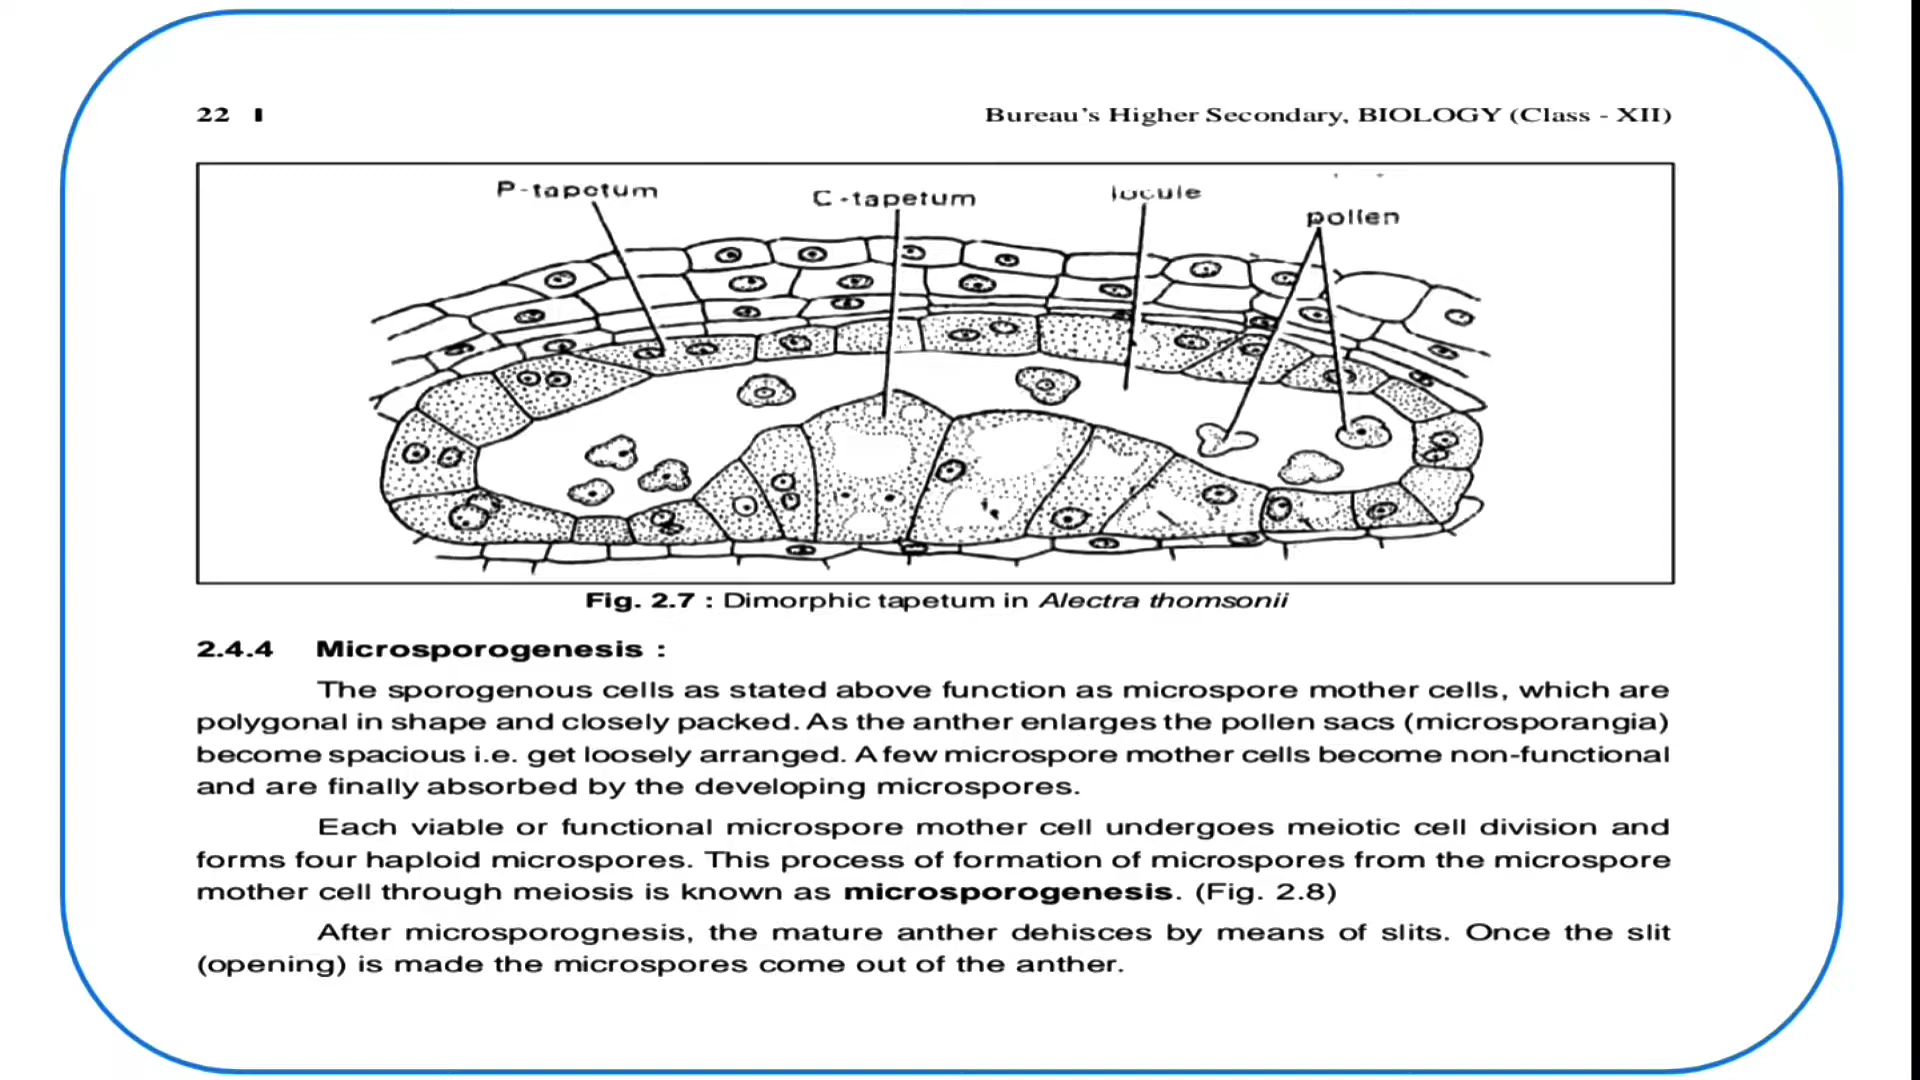 22 Bureau's Higher Secondary, BIOLOGY (Class - XII)
P-tapetum
C-tapetum
locule
pollen
Fig. 2.7 : Dimorphic tapetum in Alectra thomsonii
2.4.4 Microsporogenesis :
The sporogenous cells as stated above function as microspore mother cells, which are
polygonal in shape and closely packed. As the anther enlarges the pollen sacs (microsporangia)
become spacious i.e. get loosely arranged. A few microspore mother cells become non-functional
and are finally absorbed by the developing microspores.
Each viable or functional microspore mother cell undergoes meiotic cell division and
forms four haploid microspores. This process of formation of microspores from the microspore
mother cell through meiosis is known as microsporogenesis. (Fig. 2.8)
After microsporognesis, the mature anther dehisces by means of slits. Once the slit
(opening) is made the microspores come out of the anther.